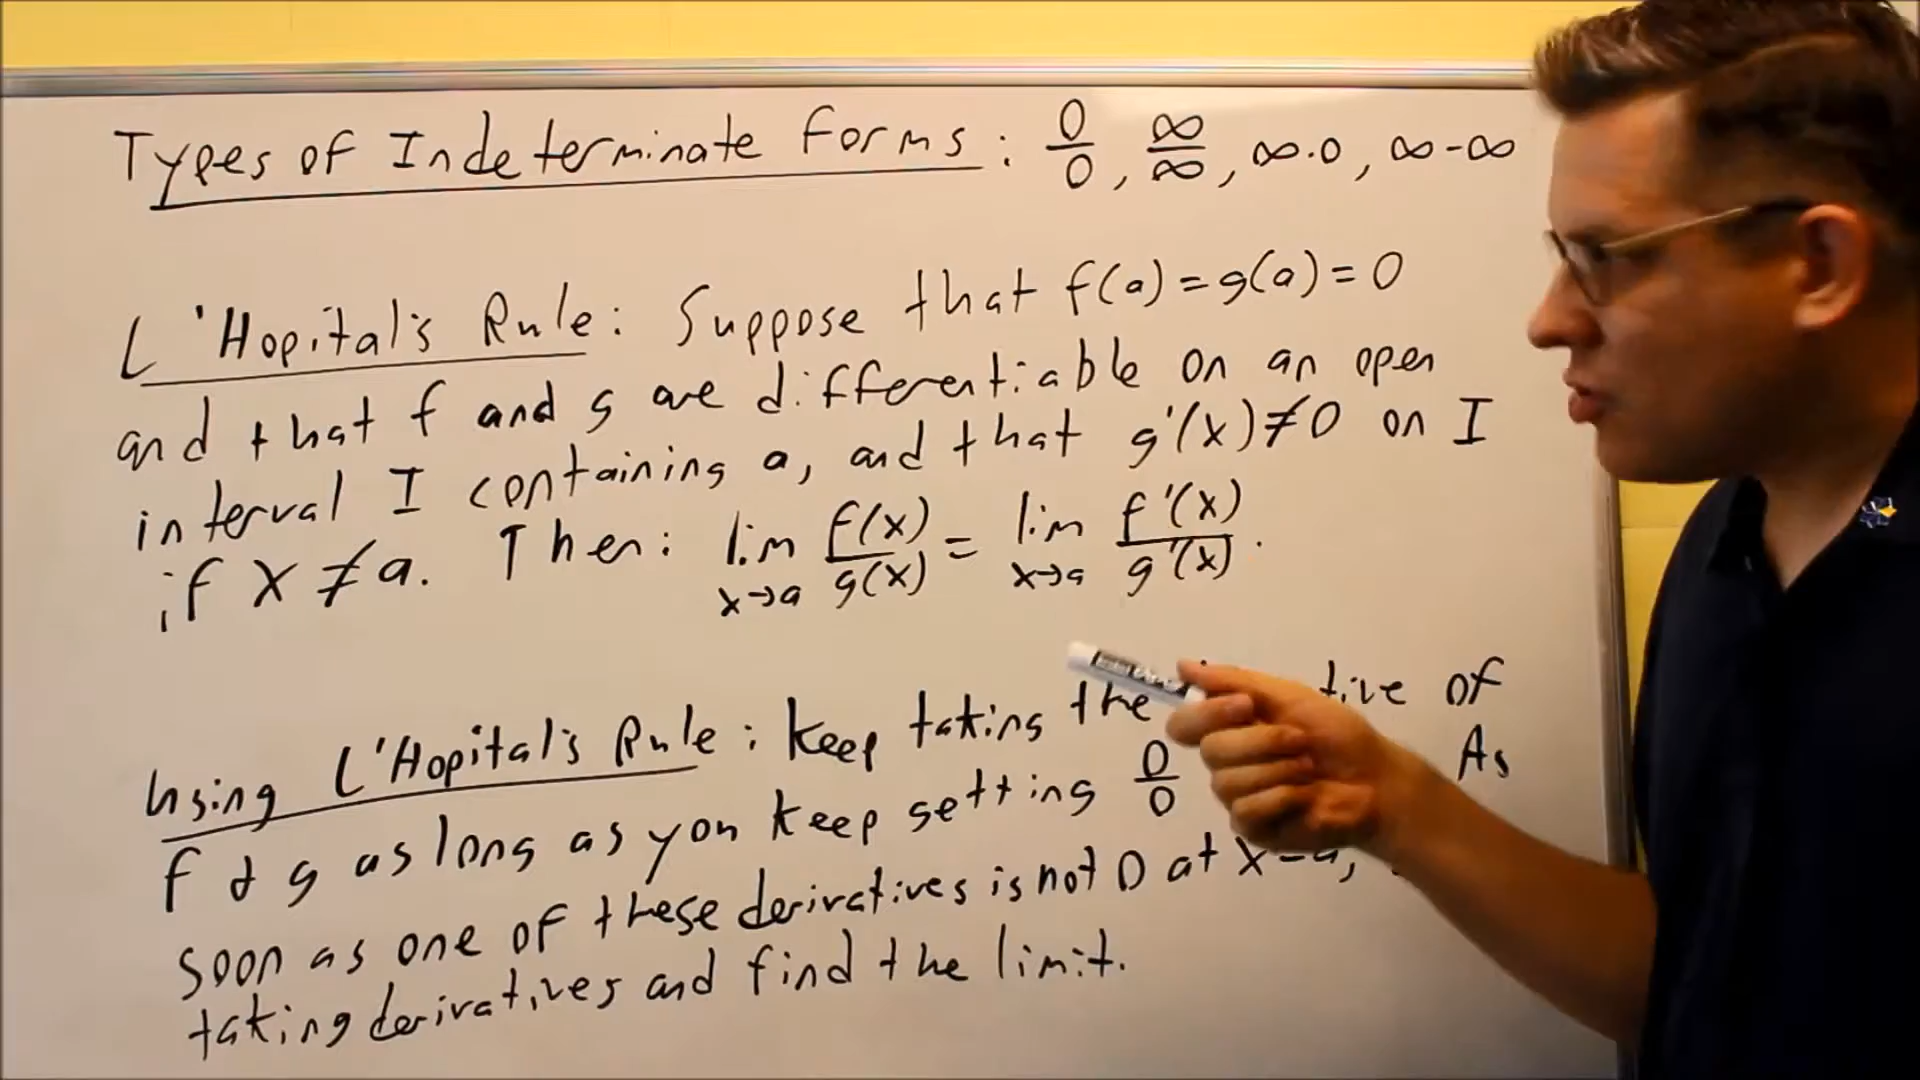 Types of Indeterminate Forms: 0/0, ∞/∞, ∞·0, ∞-∞
L'Hopital's Rule: Suppose that f(a)=g(a)=0
and that f and g are differentiable on an open
interval I containing a, and that g'(x)≠0 on I
if x≠a. Then: lim x→a f(x)/g(x) = lim x→a f'(x)/g'(x).
Using L'Hopital's Rule: Keep taking the of
f & g as long as you keep getting 0/0 As
soon as one of these derivatives is not 0 at x=a,
taking derivatives and find the limit.